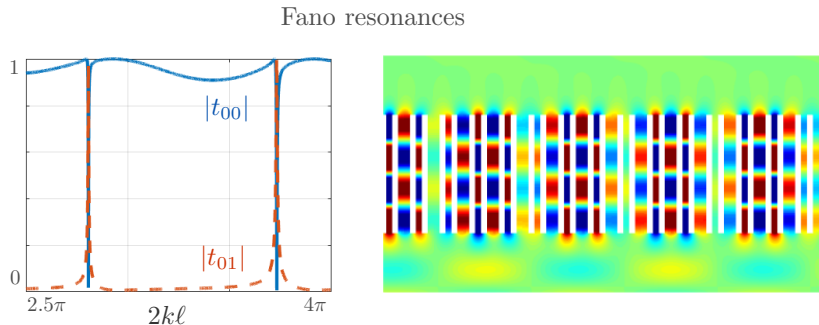 Fano resonances
1
|t₀₀|
|t₀₁|
0
2.5π
4π
2kℓ